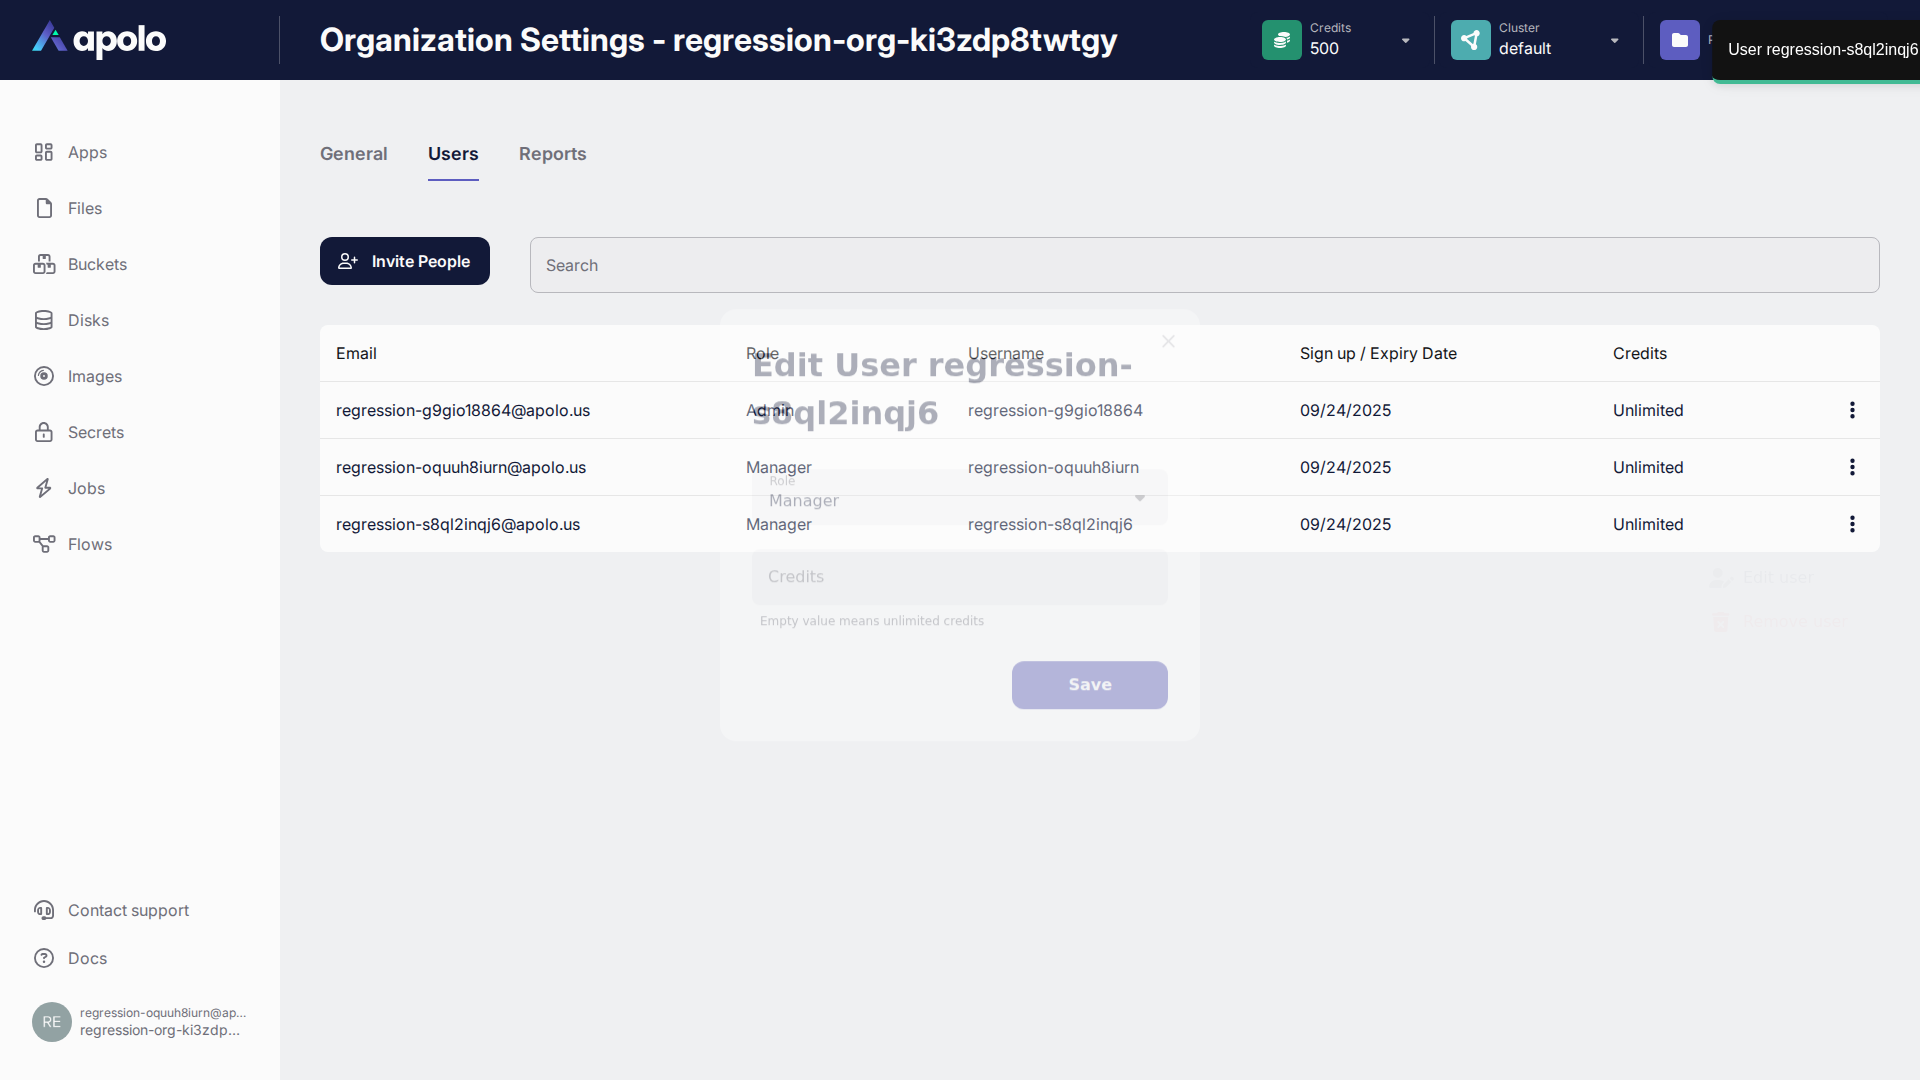 apolo
Organization Settings - regression-org-ki3zdp8twtgy
Credits
500
Cluster
default
User regression-s8ql2inqj6
Apps
Files
Buckets
Disks
Images
Secrets
Jobs
Flows
Contact support
Docs
RE
regression-oquuh8iurn@ap...
regression-org-ki3zdp...
General
Users
Reports
Invite People
Search
Email Role Username Sign up / Expiry Date Credits
regression-g9gio18864@apolo.us Admin regression-g9gio18864 09/24/2025 Unlimited
regression-oquuh8iurn@apolo.us Manager regression-oquuh8iurn 09/24/2025 Unlimited
regression-s8ql2inqj6@apolo.us Manager regression-s8ql2inqj6 09/24/2025 Unlimited
Edit User regression-
s8ql2inqj6
Role
Manager
Credits
Empty value means unlimited credits
Save
Edit user
Remove user